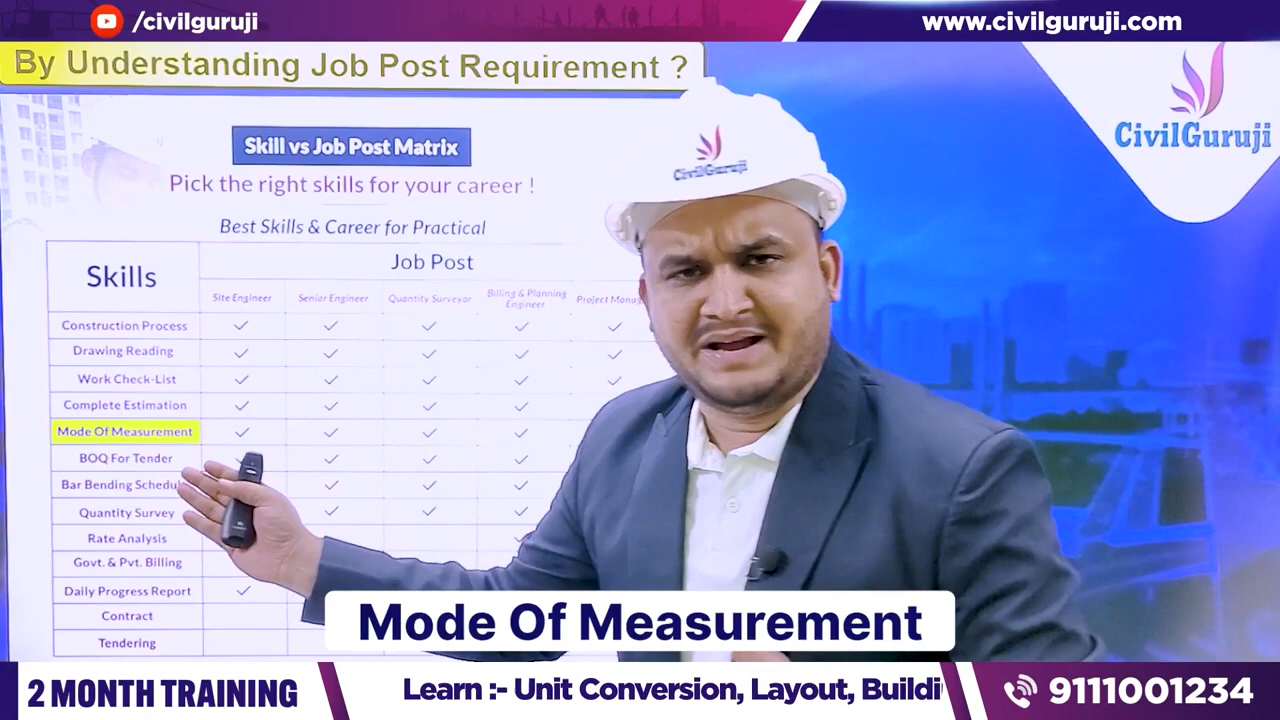 /civilguruji
www.civilguruji.com
By Understanding Job Post Requirement ?
CivilGuruji
CivilGuruji
Skill vs Job Post Matrix
Pick the right skills for your career !
Best Skills & Career for Practical
Skills
Job Post
Site Engineer
Senior Engineer
Quantity Surveyor
Billing & Planning
Engineer
Project
Construction Process
Drawing Reading
Work Check-List
Complete Estimation
Mode Of Measurement
BOQ For Tender
Bar Bending
Quantity Survey
Rate Analysis
Govt. & Pvt. Billing
Daily Progress Report
Contract
Tendering
Mode Of Measurement
2 MONTH TRAINING
Learn :- Unit Conversion, Layout,
9111001234